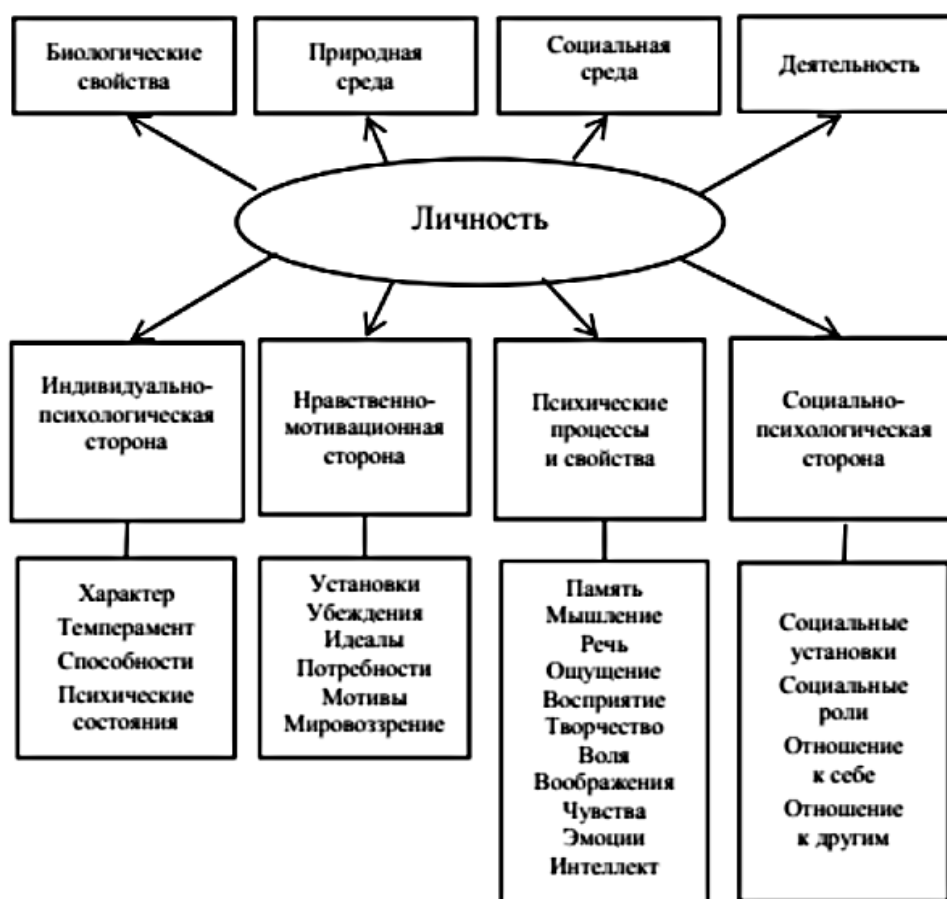 Биологические
свойства
Природная
среда
Социальная
среда
Деятельность
Личность
Индивидуально-
психологическая
сторона
Нравственно-
мотивационная
сторона
Психические
процессы
и свойства
Социально-
психологическая
сторона
Характер
Темперамент
Способности
Психические
состояния
Установки
Убеждения
Идеалы
Потребности
Мотивы
Мировоззрение
Память
Мышление
Речь
Ощущение
Восприятие
Творчество
Воля
Воображения
Чувства
Эмоции
Интеллект
Социальные
установки
Социальные
роли
Отношение
к себе
Отношение
к другим